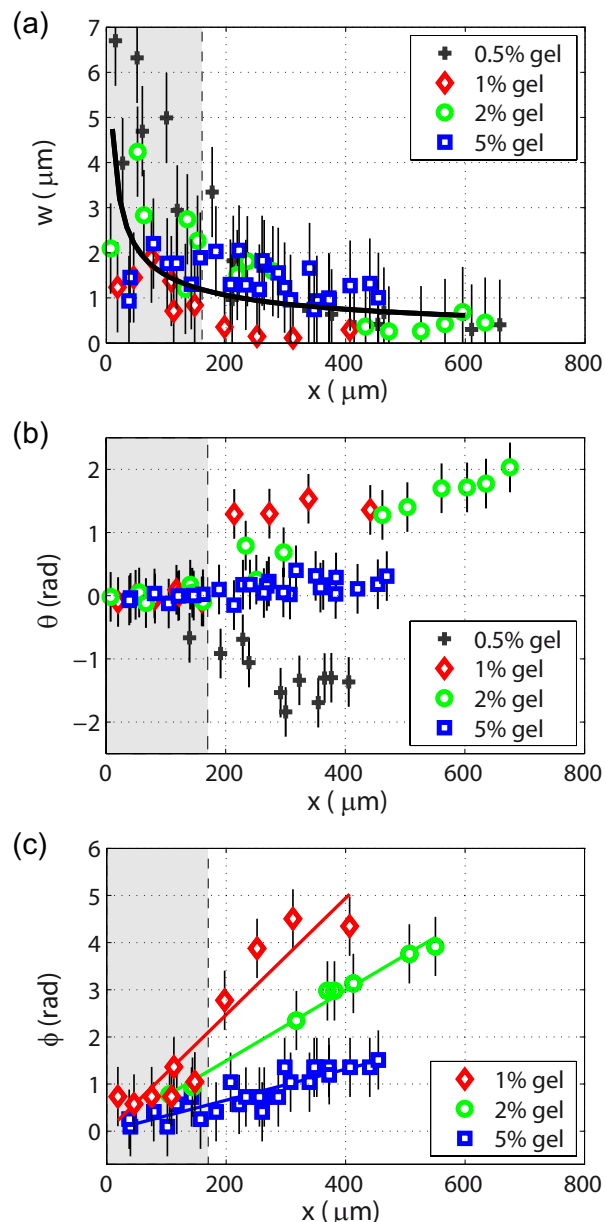 (a)
7
6
5
4
3
2
1
0
w ( μm)
0.5% gel
1% gel
2% gel
5% gel
0 200 400 600 800
x ( μm)
(b)
2
1
0
−1
−2
θ (rad)
0.5% gel
1% gel
2% gel
5% gel
0 200 400 600 800
x ( μm)
(c)
6
5
4
3
2
1
0
ϕ (rad)
1% gel
2% gel
5% gel
0 200 400 600 800
x ( μm)